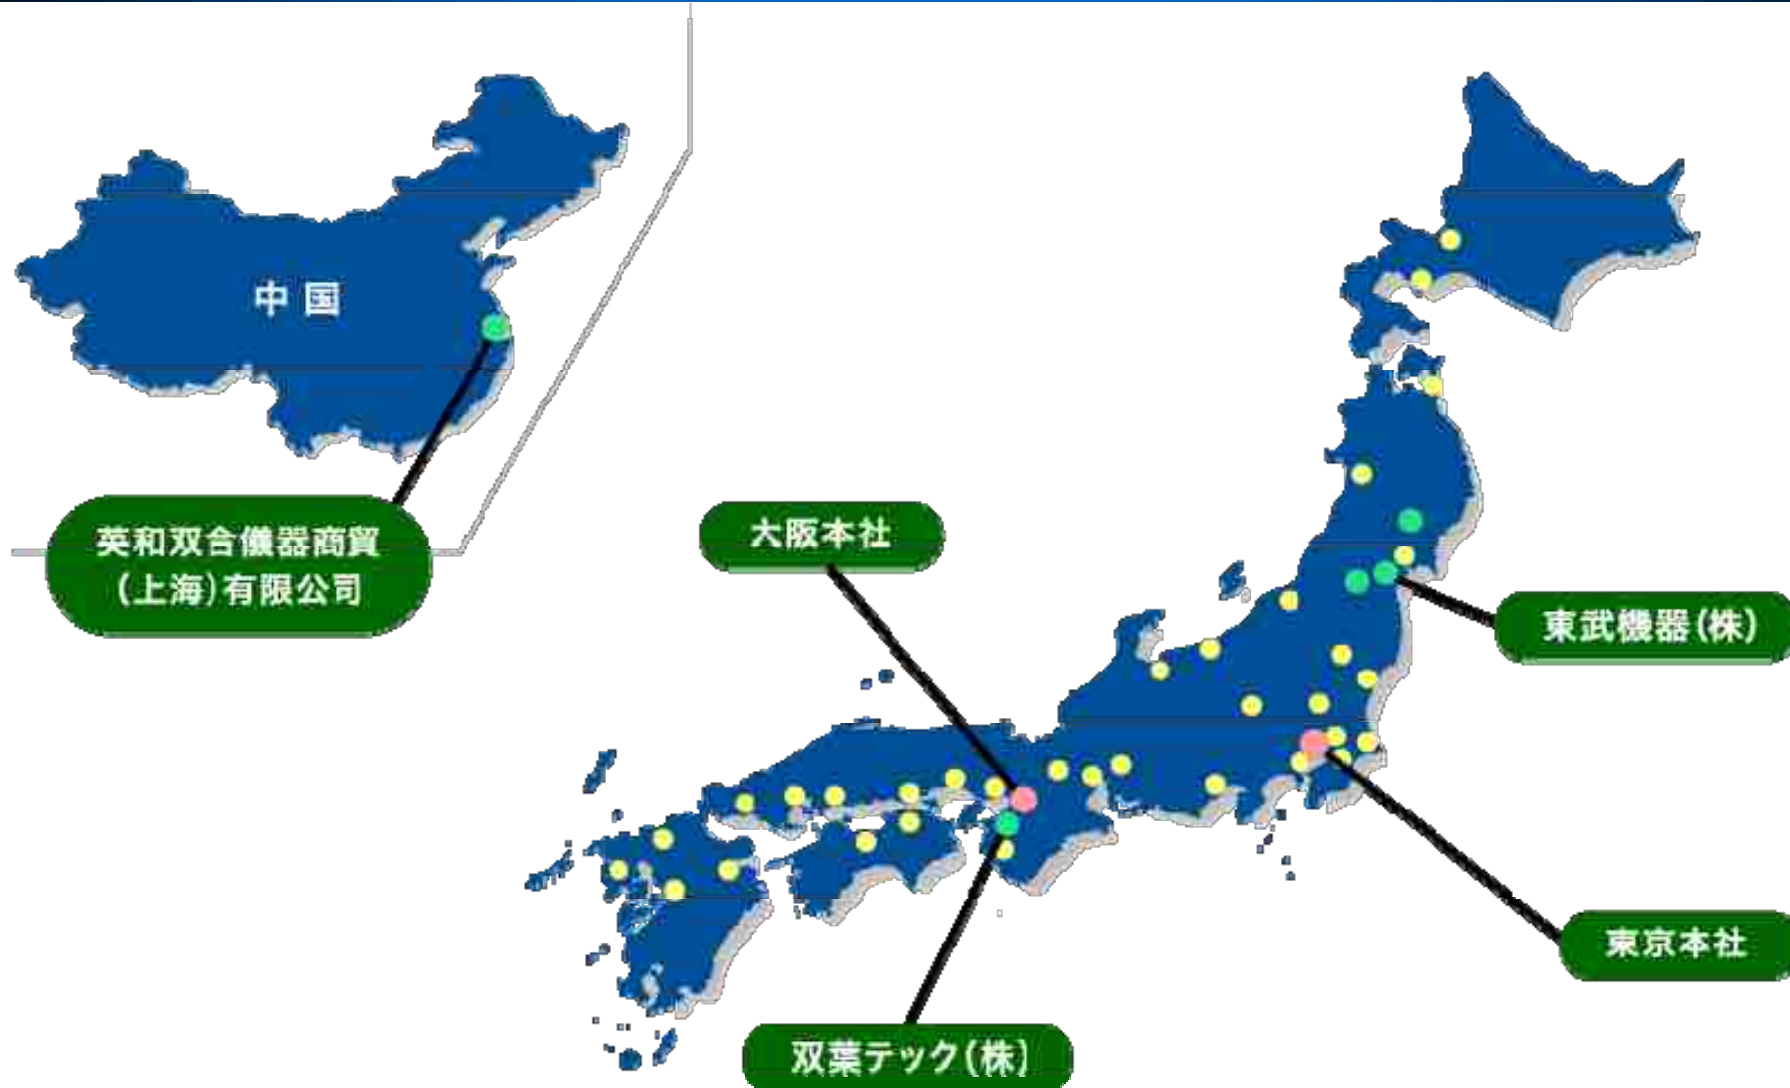 中国
英和双合儀器商貿
(上海)有限公司
大阪本社
東武機器(株)
東京本社
双葉テック(株)